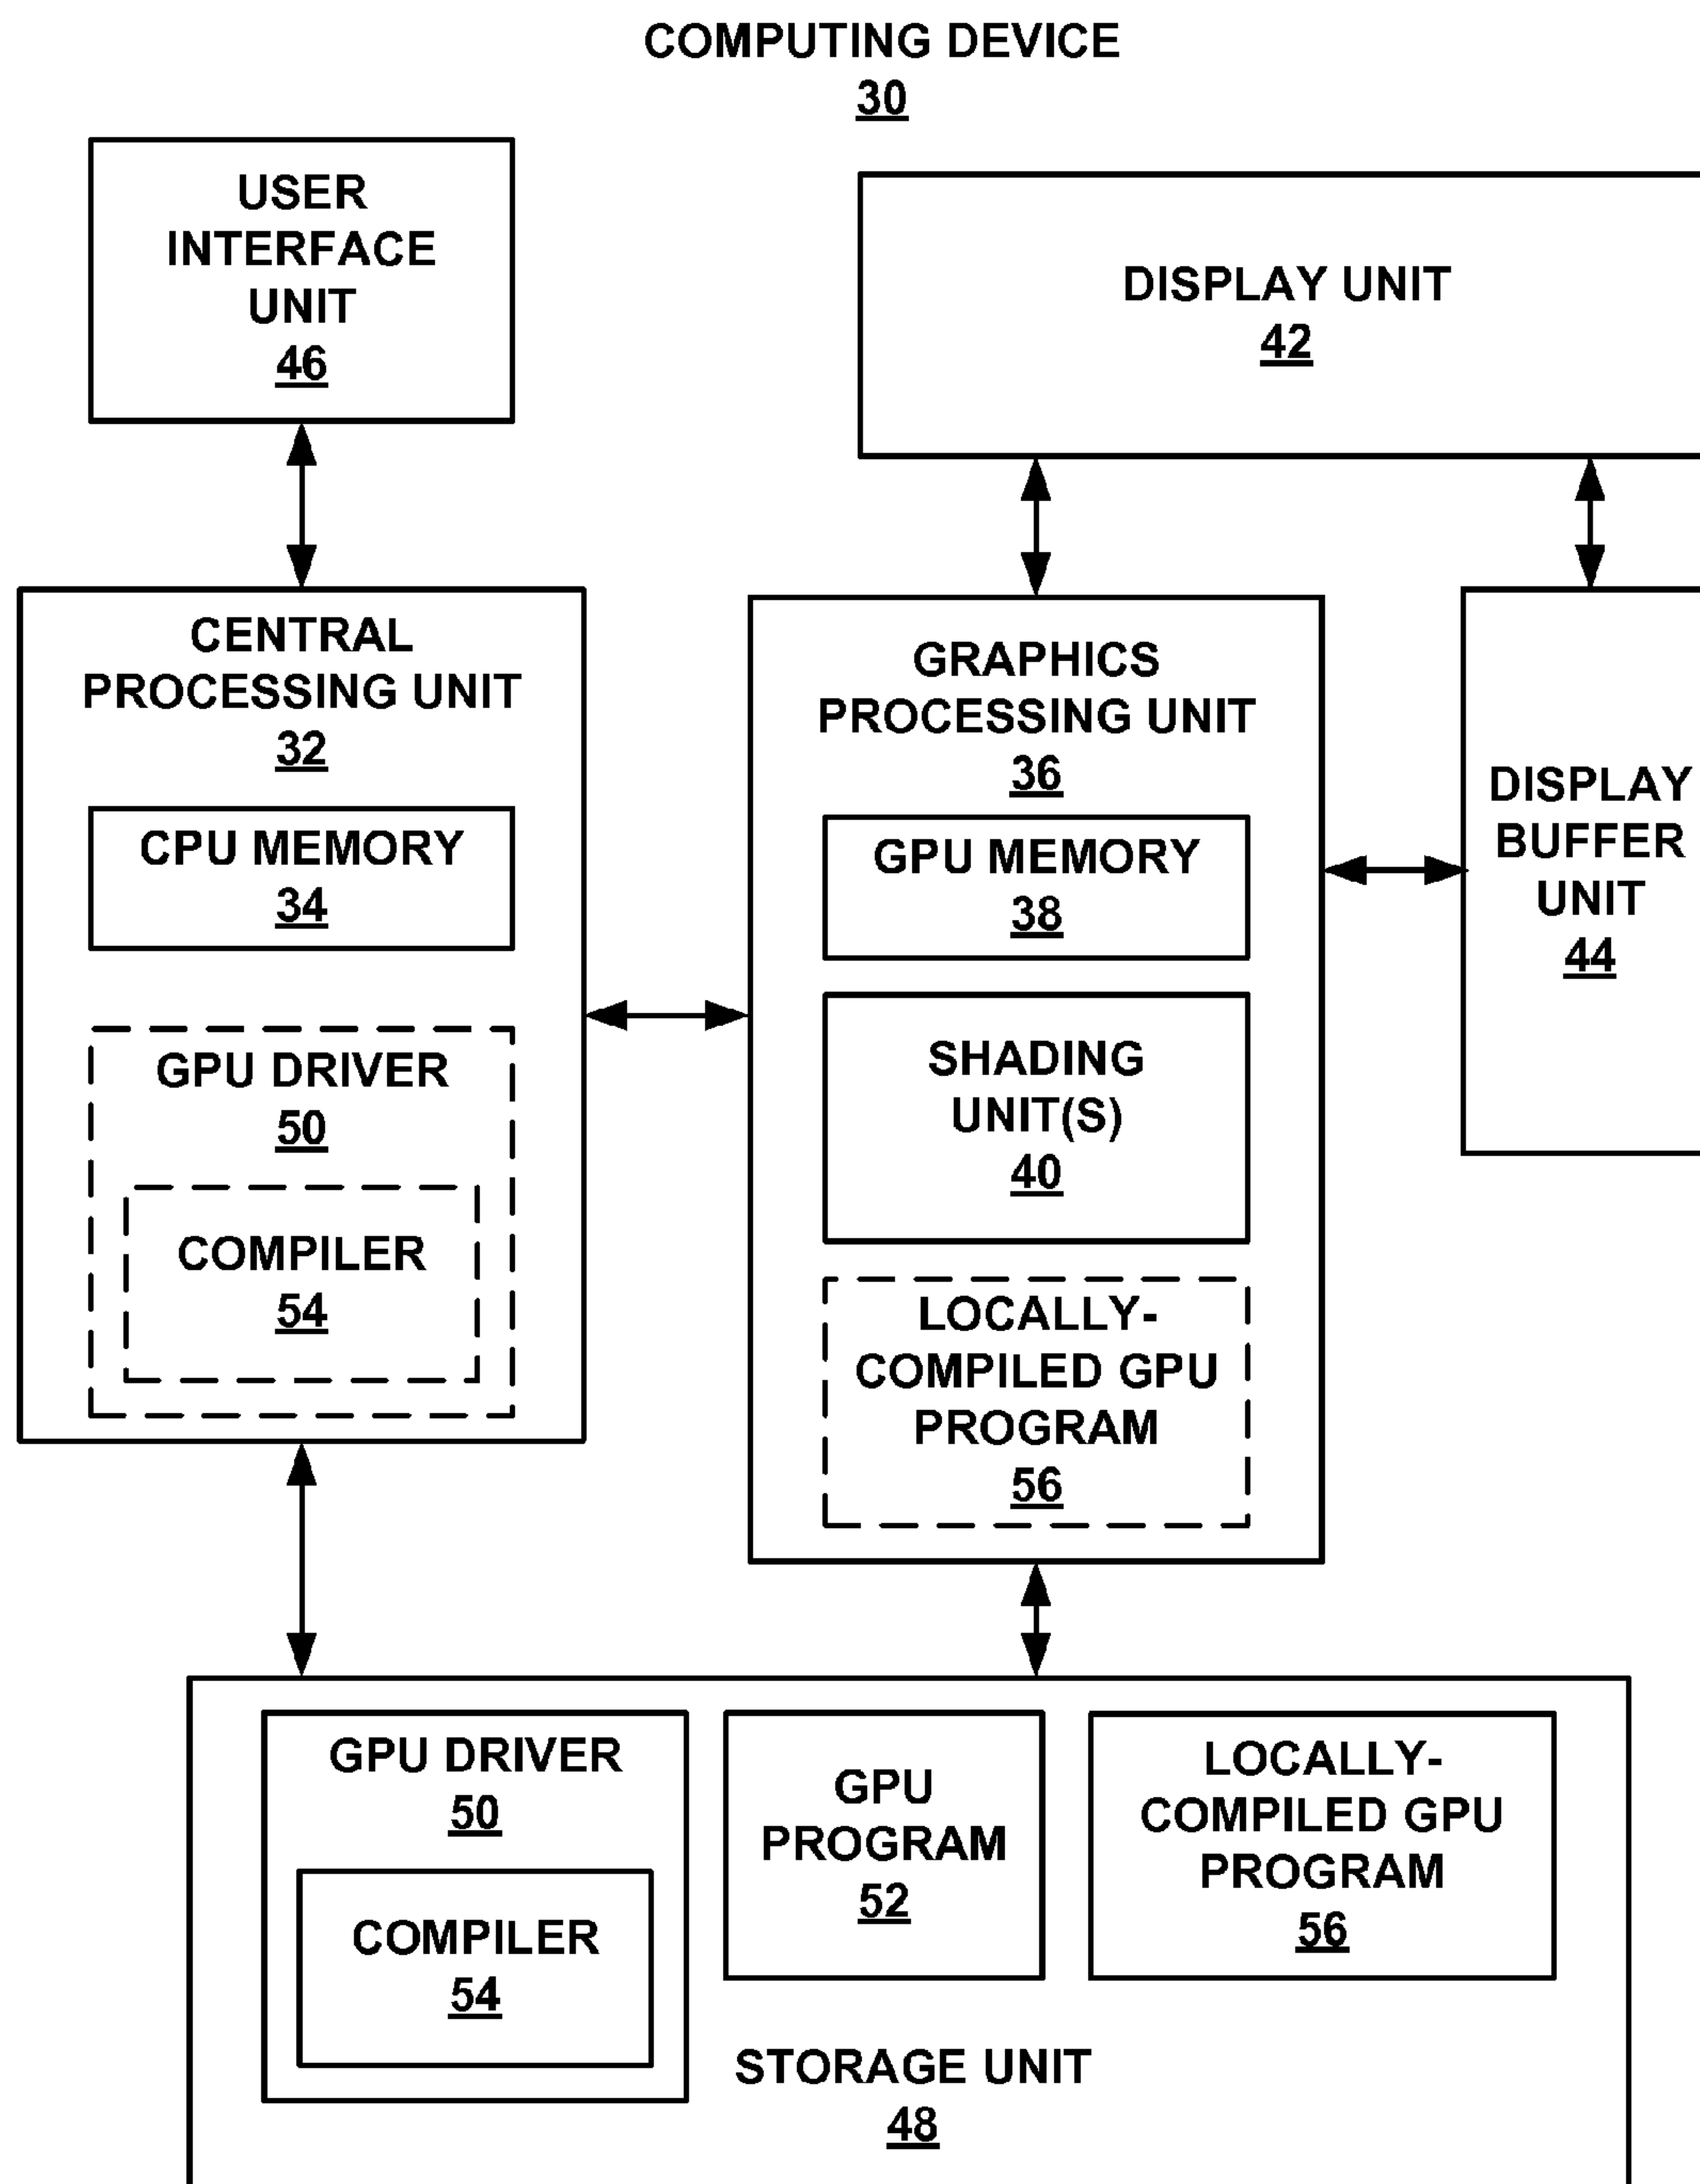 COMPUTING DEVICE
30
USER
INTERFACE
UNIT
46
DISPLAY UNIT
42
CENTRAL
PROCESSING UNIT
32
CPU MEMORY
34
GPU DRIVER
50
COMPILER
54
GRAPHICS
PROCESSING UNIT
36
GPU MEMORY
38
SHADING
UNIT(S)
40
LOCALLY-
COMPILED GPU
PROGRAM
56
DISPLAY
BUFFER
UNIT
44
GPU DRIVER
50
COMPILER
54
GPU
PROGRAM
52
LOCALLY-
COMPILED GPU
PROGRAM
56
STORAGE UNIT
48